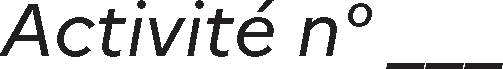 Activité n° ___